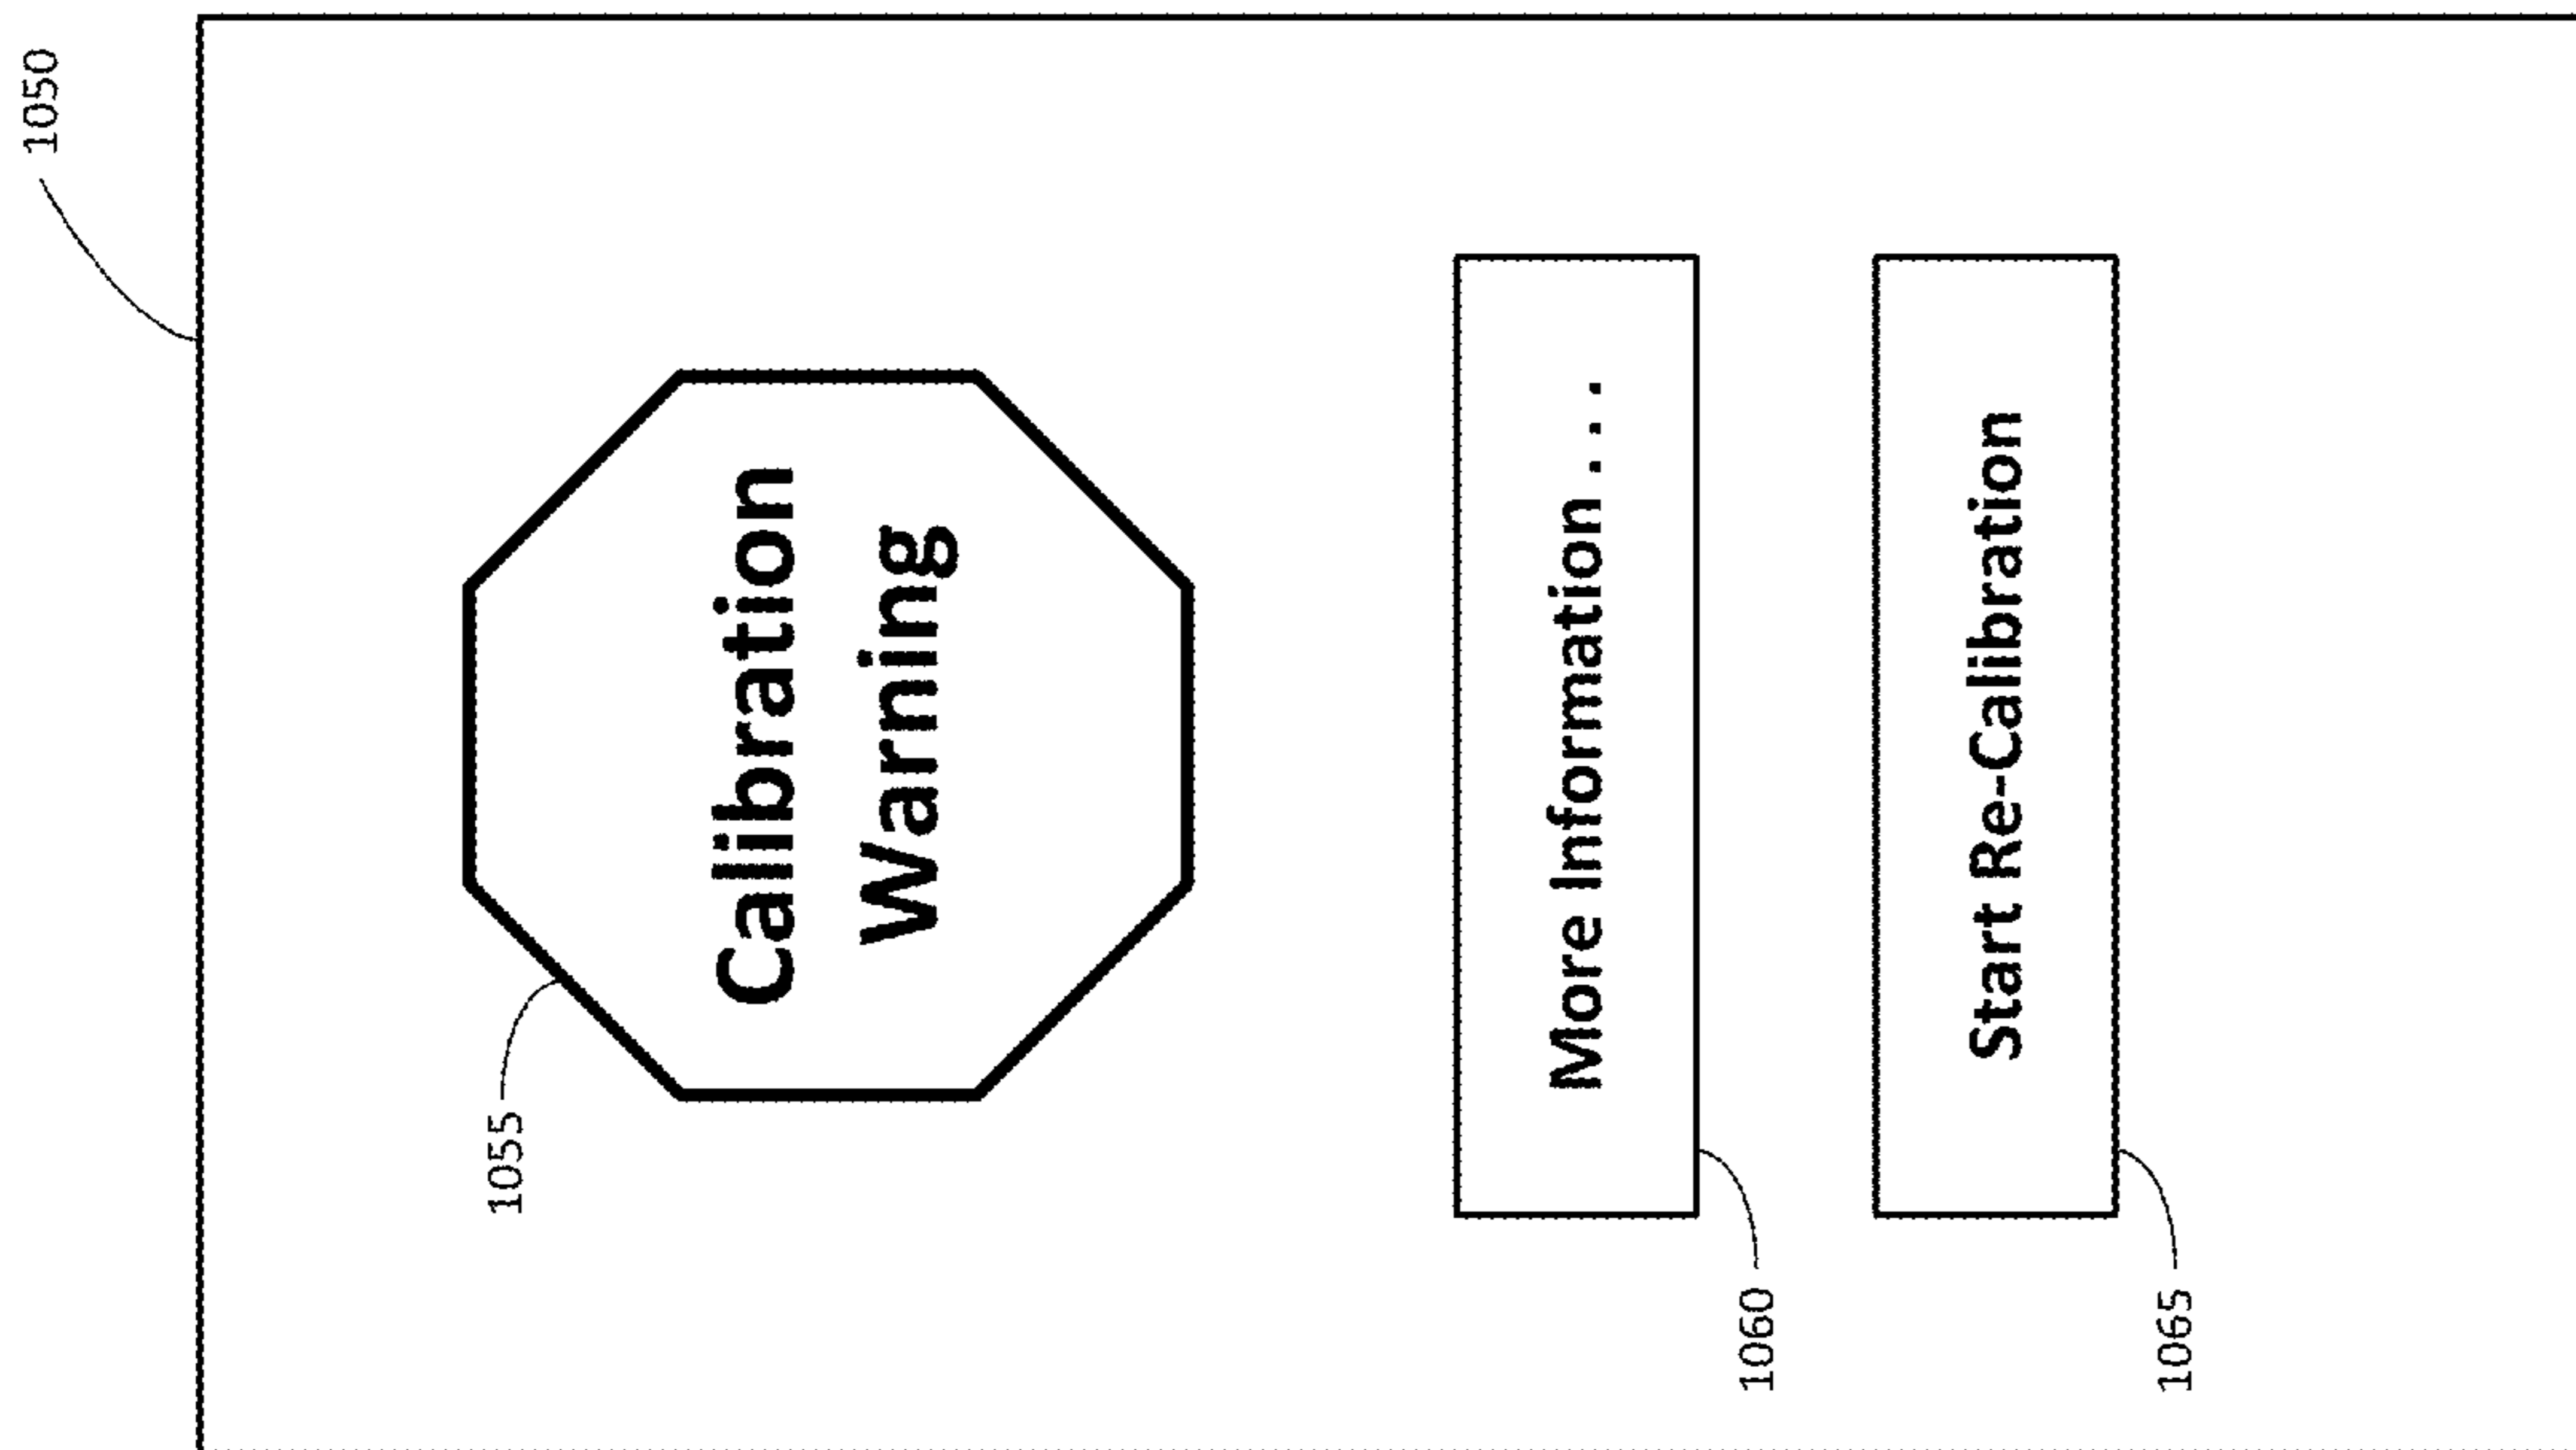 1050
Calibration
Warning
1055
More Information . . .
1060
Start Re-Calibration
1065